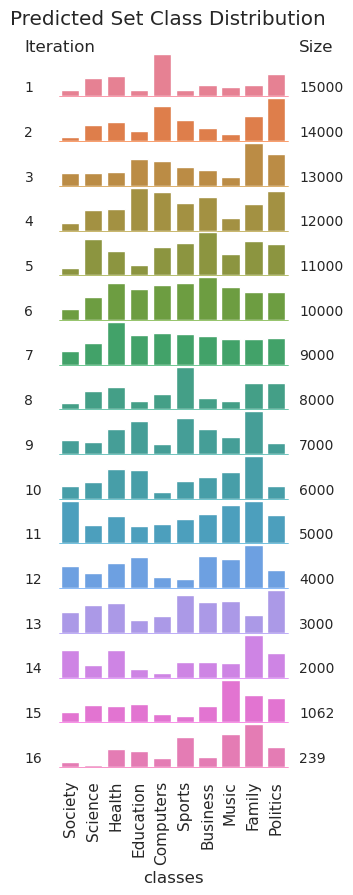 Predicted Set Class Distribution
Iteration Size
1 15000
2 14000
3 13000
4 12000
5 11000
6 10000
7 9000
8 8000
9 7000
10 6000
11 5000
12 4000
13 3000
14 2000
15 1062
16 239
Society
Science
Health
Education
Computers
Sports
Business
Music
Family
Politics
classes